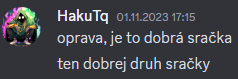 HakuTq 01.11.2023 17:15
oprava, je to dobrá sračka
ten dobrej druh sračky